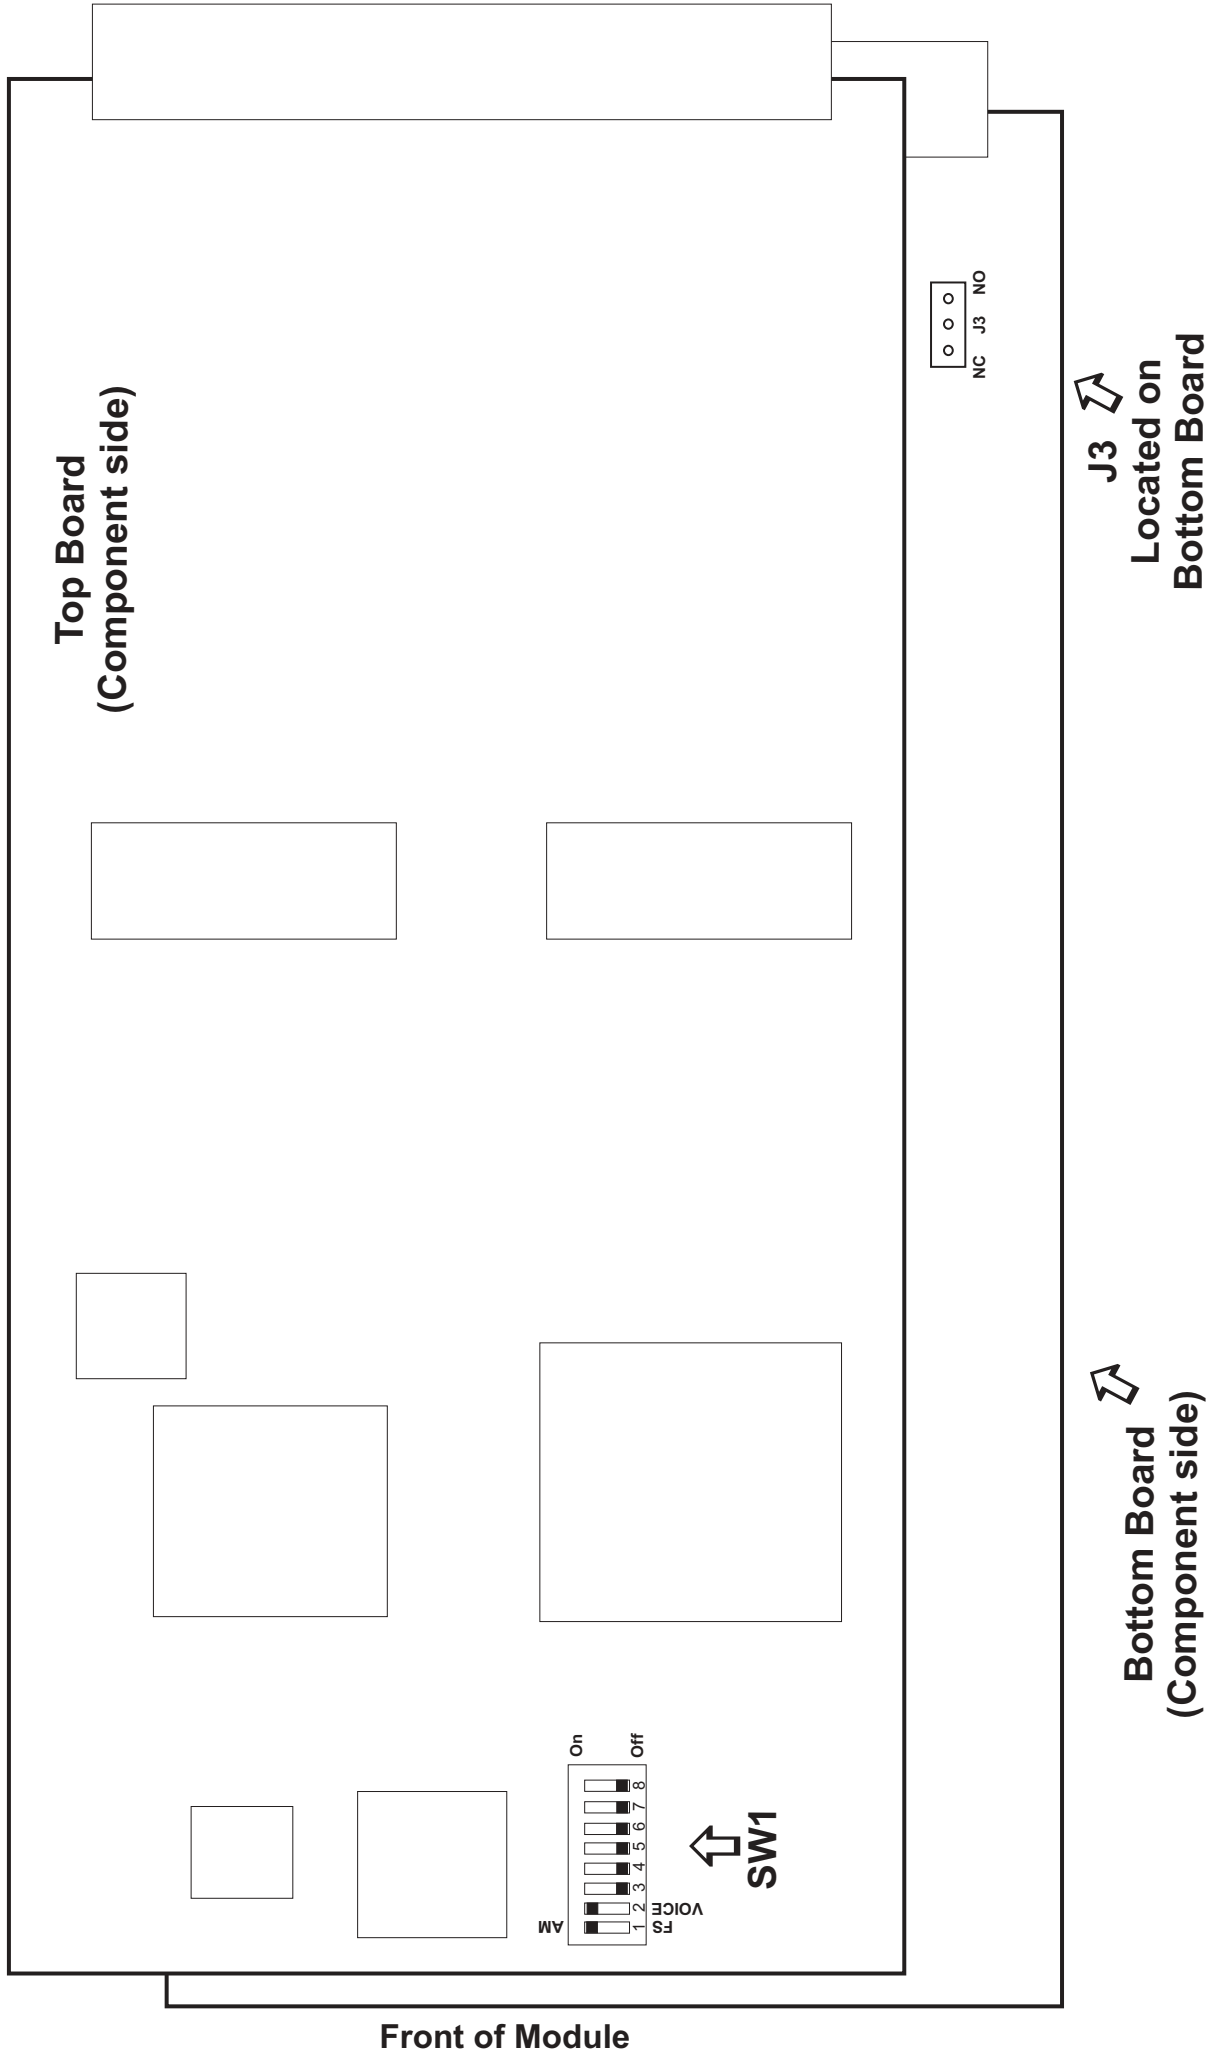 Top Board
(Component side)
NC J3 NO
J3
Located on
Bottom Board
Bottom Board
(Component side)
On
Off
1 2 3 4 5 6 7 8
AM
FS
VOICE
SW1
Front of Module